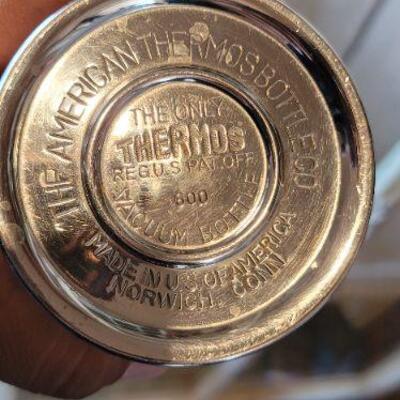 THE AMERICAN THERMOS BOTTLE CO
THE ONLY
THERMOS
REG.U.S PAT.OFF.
600
VACUUM BOTTLE
MADE IN U.S. OF AMERICA
NORWICH, CONN